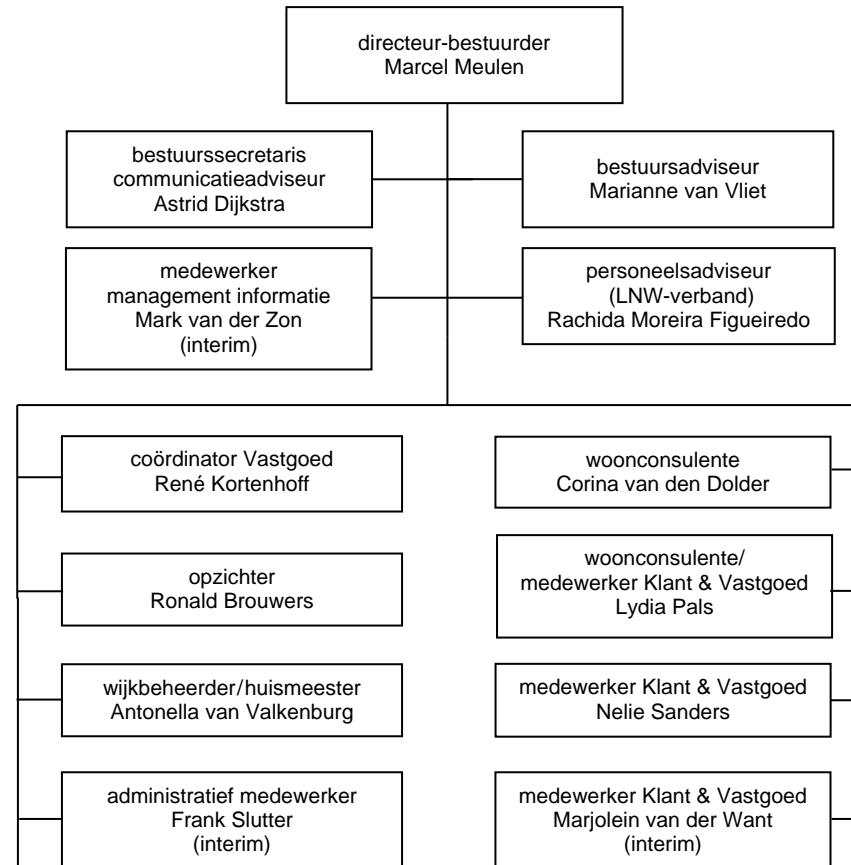 directeur-bestuurder
Marcel Meulen
bestuurssecretaris
communicatieadviseur
Astrid Dijkstra
bestuursadviseur
Marianne van Vliet
medewerker
management informatie
Mark van der Zon
(interim)
personeelsadviseur
(LNW-verband)
Rachida Moreira Figueiredo
coördinator Vastgoed
René Kortenhoff
woonconsulente
Corina van den Dolder
opzichter
Ronald Brouwers
woonconsulente/
medewerker Klant & Vastgoed
Lydia Pals
wijkbeheerder/huismeester
Antonella van Valkenburg
medewerker Klant & Vastgoed
Nelie Sanders
administratief medewerker
Frank Slutter
(interim)
medewerker Klant & Vastgoed
Marjolein van der Want
(interim)